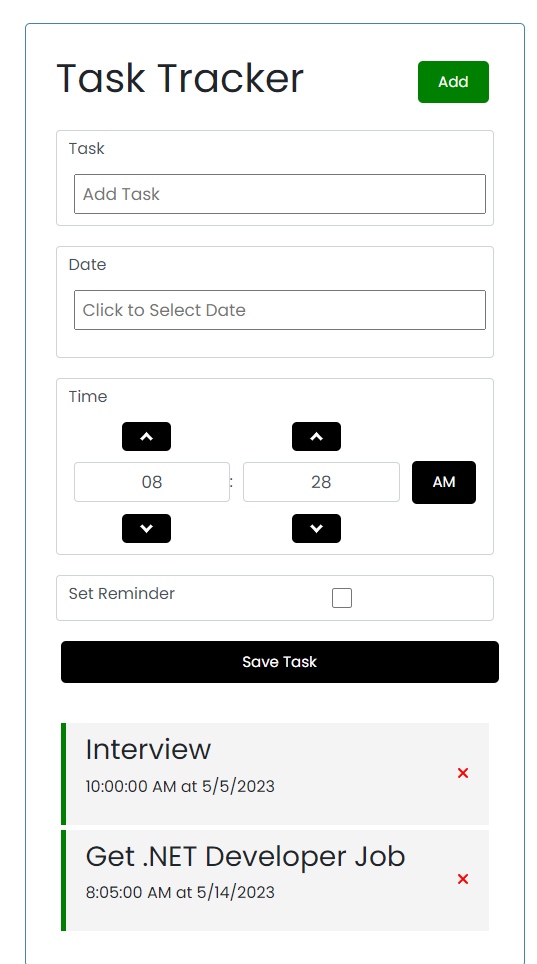 Task Tracker
Add
Task
Add Task
Date
Click to Select Date
Time
08 : 28 AM
Set Reminder
Save Task
Interview
10:00:00 AM at 5/5/2023
Get .NET Developer Job
8:05:00 AM at 5/14/2023